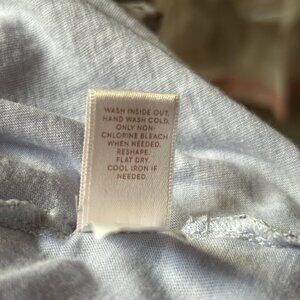 WASH INSIDE OUT.
HAND WASH COLD.
ONLY NON-
CHLORINE BLEACH
WHEN NEEDED.
RESHAPE.
FLAT DRY.
COOL IRON IF
NEEDED.